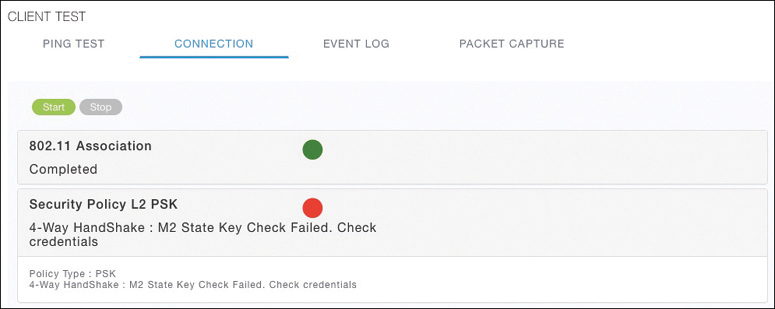 CLIENT TEST
PING TEST CONNECTION EVENT LOG PACKET CAPTURE
Start Stop
802.11 Association
Completed
Security Policy L2 PSK
4-Way HandShake : M2 State Key Check Failed. Check
credentials
Policy Type : PSK
4-Way HandShake : M2 State Key Check Failed. Check credentials